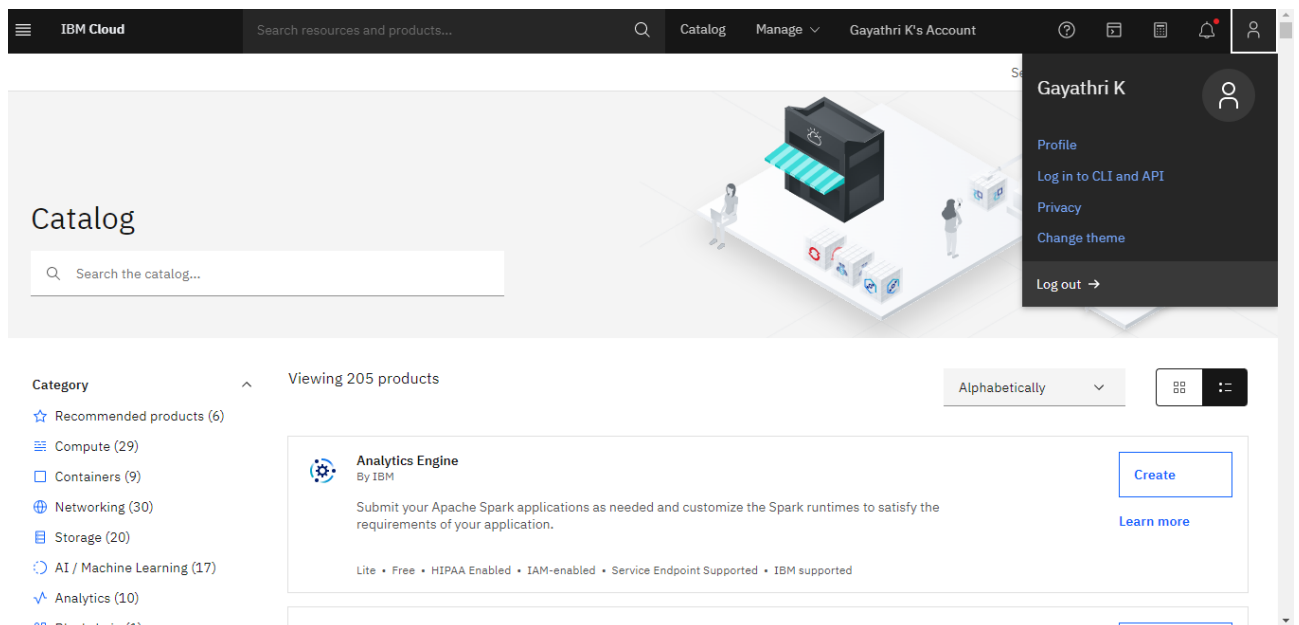 IBM Cloud
Search resources and products...
Catalog
Manage
Gayathri K's Account
Gayathri K
Profile
Log in to CLI and API
Privacy
Change theme
Log out →
Catalog
Search the catalog...
Category
Recommended products (6)
Compute (29)
Containers (9)
Networking (30)
Storage (20)
AI / Machine Learning (17)
Analytics (10)
Viewing 205 products
Alphabetically
Analytics Engine
By IBM
Submit your Apache Spark applications as needed and customize the Spark runtimes to satisfy the
requirements of your application.
Lite • Free • HIPAA Enabled • IAM-enabled • Service Endpoint Supported • IBM supported
Create
Learn more